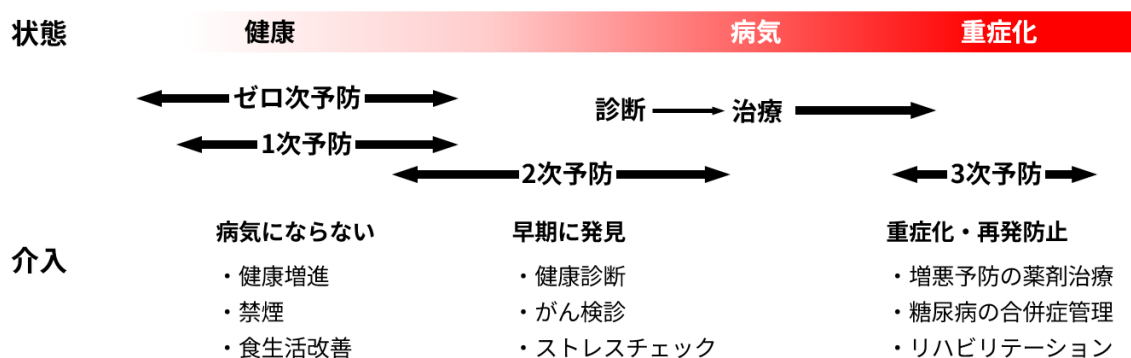 状態
健康
病気
重症化
ゼロ次予防
診断
治療
1次予防
2次予防
3次予防
介入
病気にならない
・健康増進
・禁煙
・食生活改善
早期に発見
・健康診断
・がん検診
・ストレスチェック
重症化・再発防止
・増悪予防の薬剤治療
・糖尿病の合併症管理
・リハビリテーション